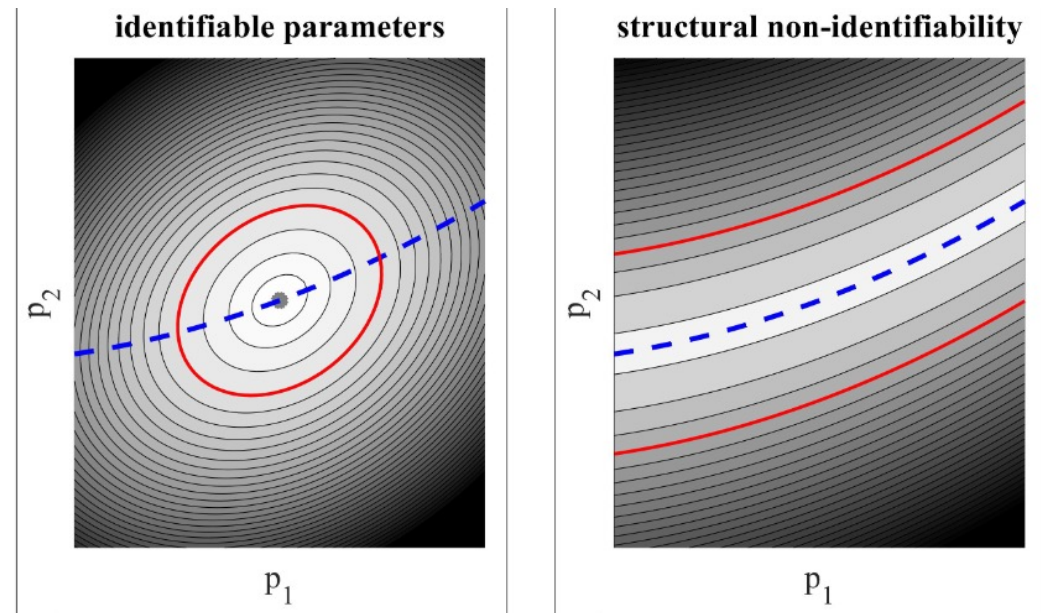 identifiable parameters
p₂
p₁
structural non-identifiability
p₂
p₁